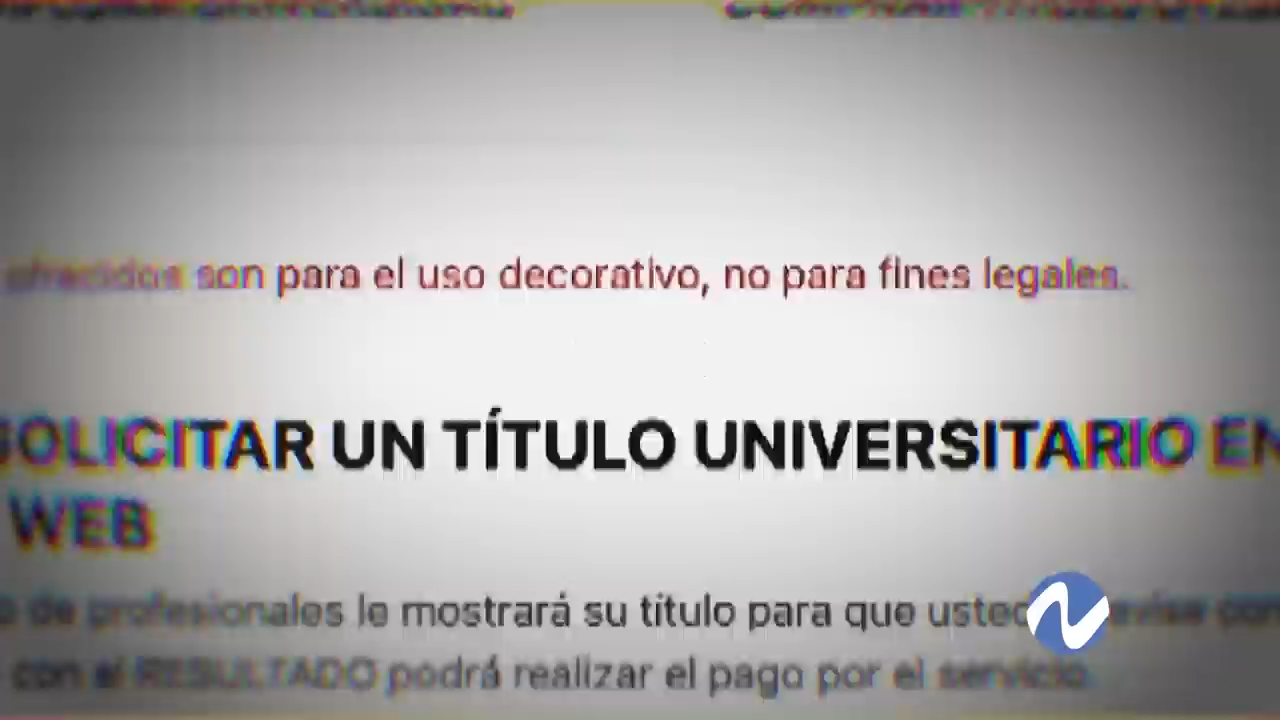 ofrecidos son para el uso decorativo, no para fines legales.
SOLICITAR UN TÍTULO UNIVERSITARIO EN
WEB
de profesionales le mostrará su título para que usted
con el RESULTADO podrá realizar el pago por el servicio.